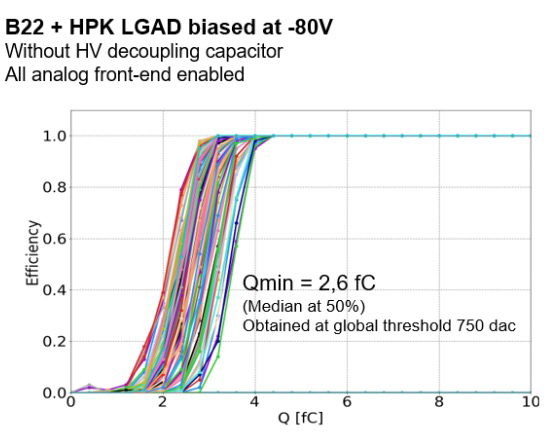 B22 + HPK LGAD biased at -80V
Without HV decoupling capacitor
All analog front-end enabled
1.0
0.8
Efficiency
0.6
0.4
0.2
0.0
Qmin = 2,6 fC
(Median at 50%)
Obtained at global threshold 750 dac
0 2 4 6 8 10
Q [fC]